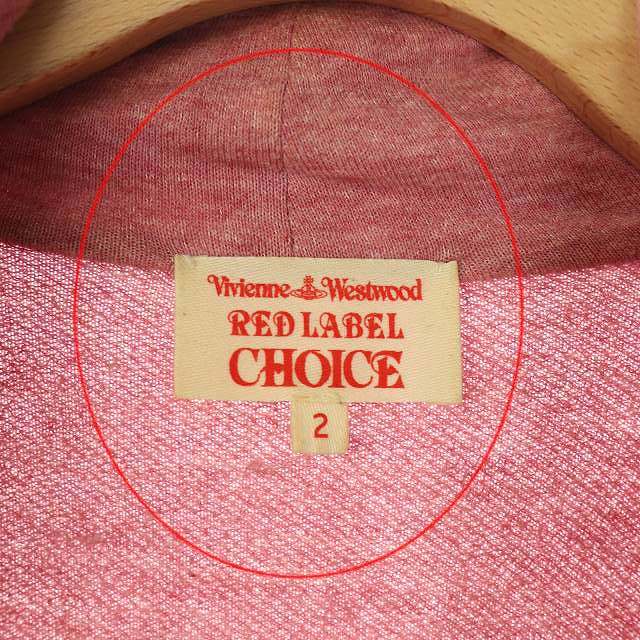 Vivienne Westwood
RED LABEL
CHOICE
2